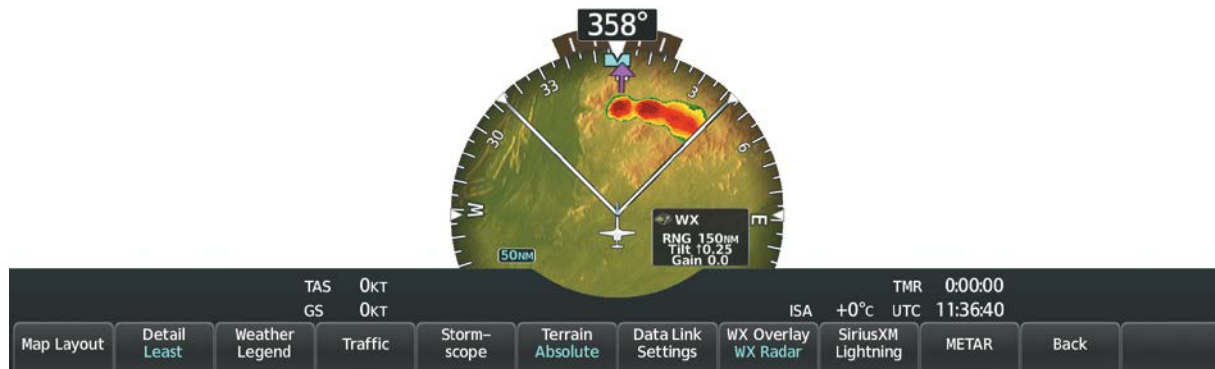 358°
33
3
30
6
W
E
WX
RNG 150NM
Tilt ↑0.25
Gain 0.0
50NM
TAS 0KT
TMR 0:00:00
GS 0KT
ISA +0°C UTC 11:36:40
Map Layout
Detail
Least
Weather
Legend
Traffic
Storm–
scope
Terrain
Absolute
Data Link
Settings
WX Overlay
WX Radar
SiriusXM
Lightning
METAR
Back